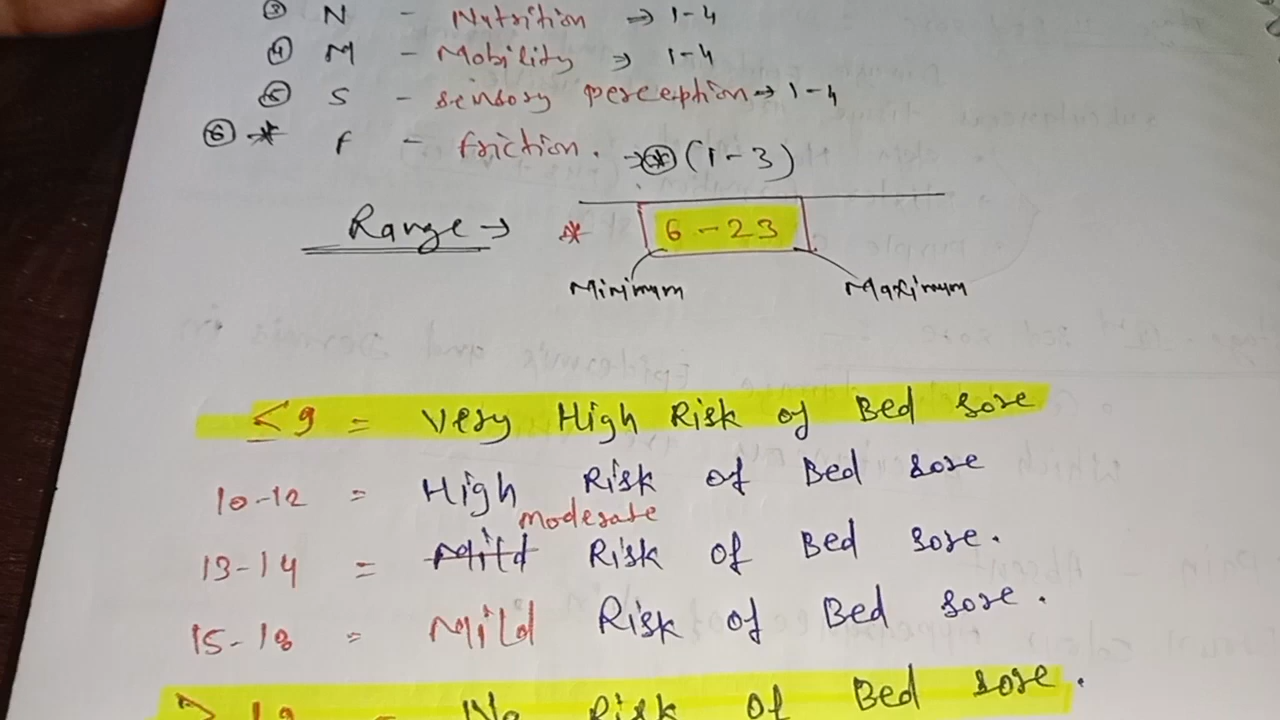 ③ N - Nutrition ⇒ 1-4
④ M - Mobility ⇒ 1-4
⑤ S - sensory perception → 1-4
⑥ * F - friction. → * (1-3)
Range → * 6-23
Minimum Maximum
≤ 9 = Very High Risk of Bed sore
10-12 = High Risk of Bed sore
moderate
13-14 = Mild Risk of Bed sore.
15-18 = Mild Risk of Bed sore.
No Risk of Bed sore.